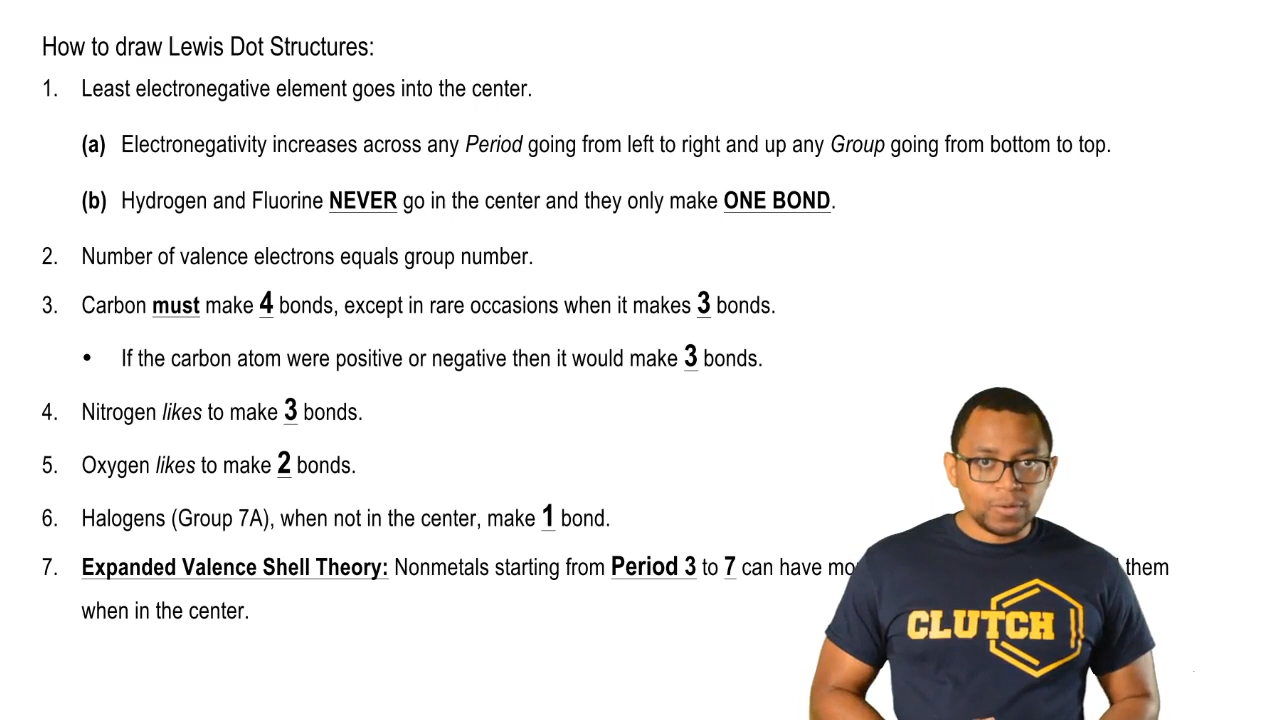 How to draw Lewis Dot Structures:
1. Least electronegative element goes into the center.
(a) Electronegativity increases across any Period going from left to right and up any Group going from bottom to top.
(b) Hydrogen and Fluorine NEVER go in the center and they only make ONE BOND.
2. Number of valence electrons equals group number.
3. Carbon must make 4 bonds, except in rare occasions when it makes 3 bonds.
• If the carbon atom were positive or negative then it would make 3 bonds.
4. Nitrogen likes to make 3 bonds.
5. Oxygen likes to make 2 bonds.
6. Halogens (Group 7A), when not in the center, make 1 bond.
7. Expanded Valence Shell Theory: Nonmetals starting from Period 3 to 7 can have them
when in the center.
CLUTCH